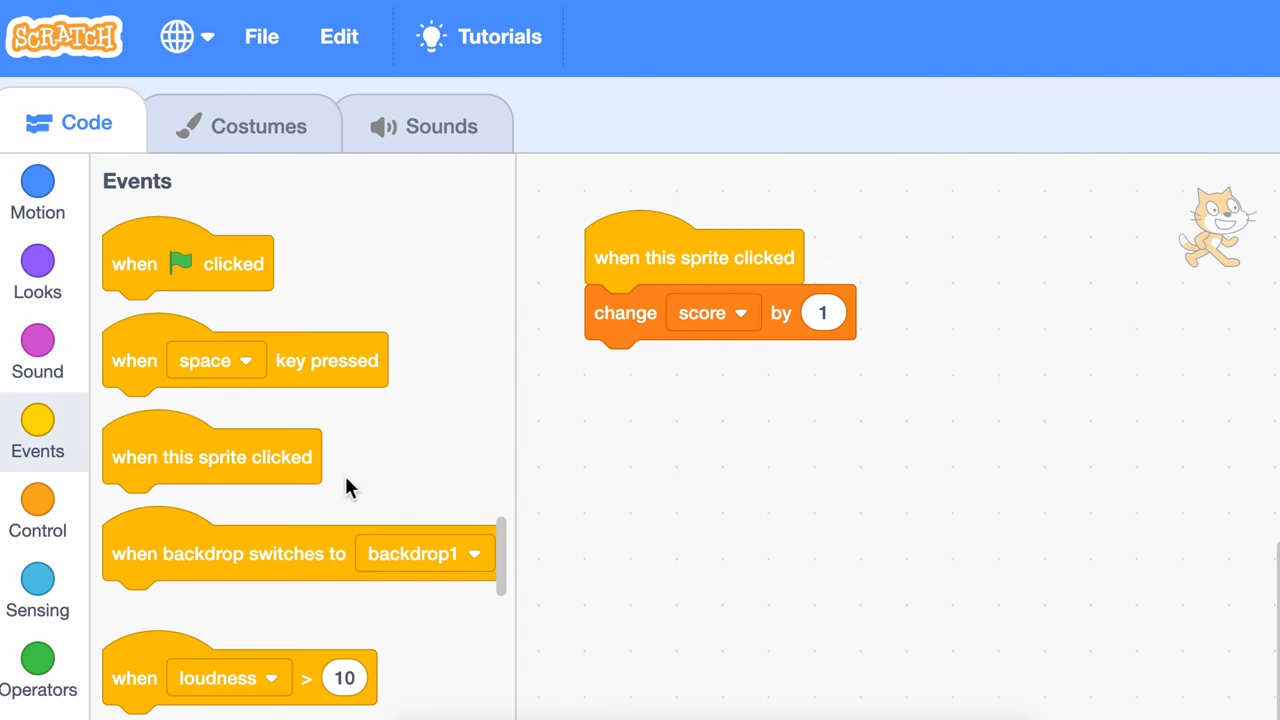 SCRATCH File Edit Tutorials
Code Costumes Sounds
Motion
Looks
Sound
Events
Control
Sensing
Operators
Events
when clicked
when space key pressed
when this sprite clicked
when backdrop switches to backdrop1
when loudness > 10
when this sprite clicked
change score by 1